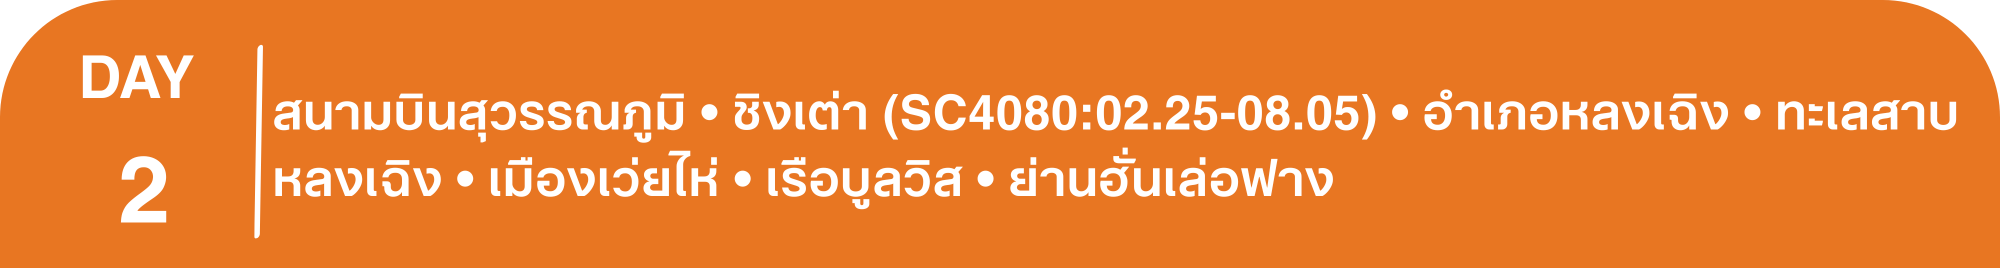 DAY
2
สนามบินสุวรรณภูมิ • ชิงเต่า (SC4080:02.25-08.05) • อำเภอหลงเฉิง • ทะเลสาบ
หลงเฉิง • เมืองเว่ยไห่ • เรือบูลวิส • ย่านฮั่นเล่อฟาง